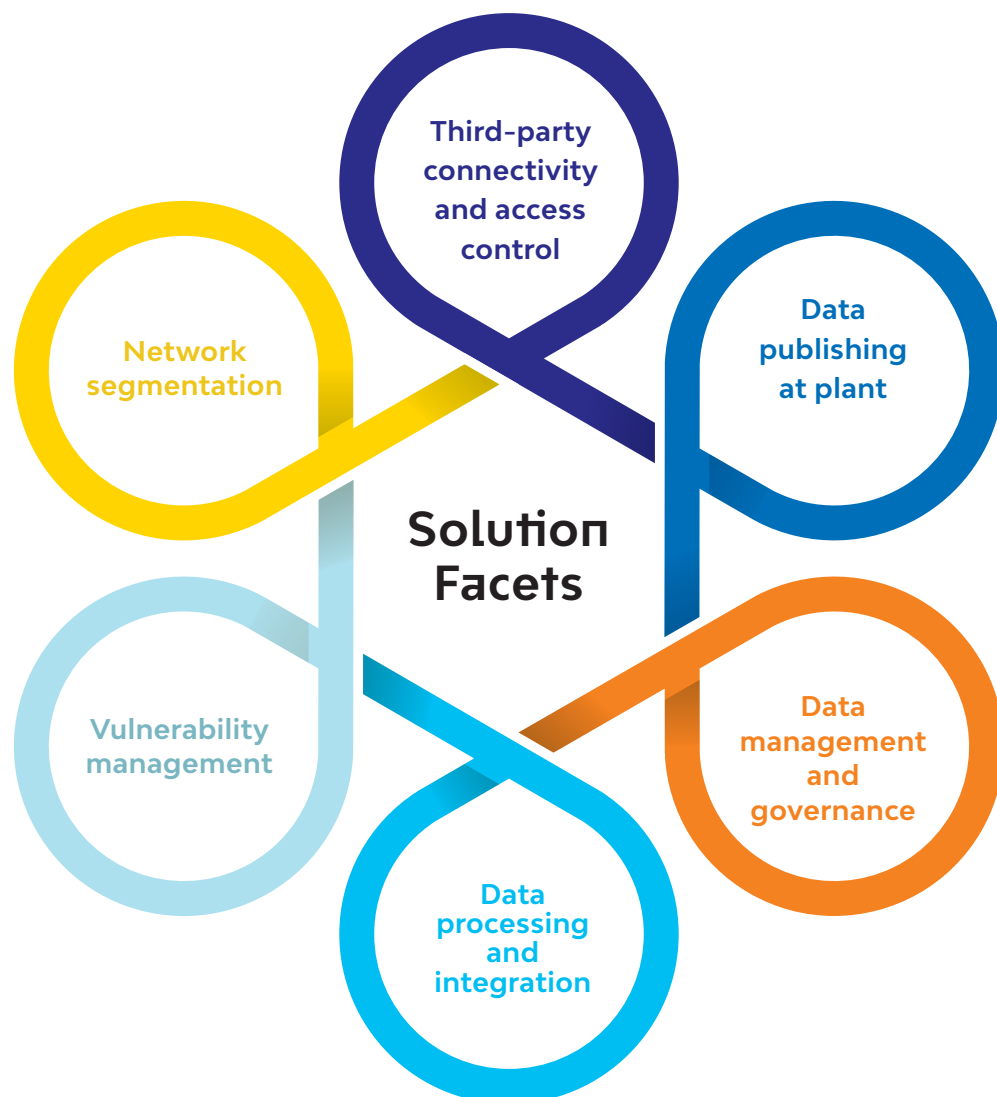 Third-party
connectivity
and access
control
Data
publishing
at plant
Network
segmentation
Solution
Facets
Data
management
and
governance
Vulnerability
management
Data
processing
and
integration